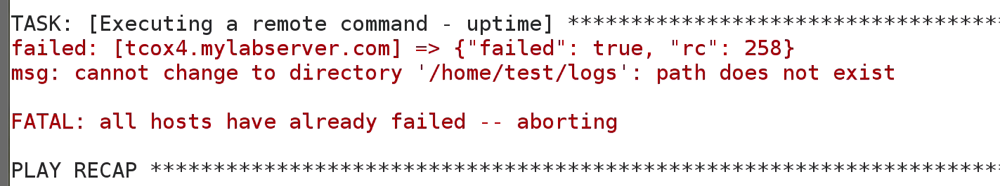 TASK: [Executing a remote command - uptime] **********************************
failed: [tcox4.mylabserver.com] => {"failed": true, "rc": 258}
msg: cannot change to directory '/home/test/logs': path does not exist
FATAL: all hosts have already failed -- aborting
PLAY RECAP *******************************************************************